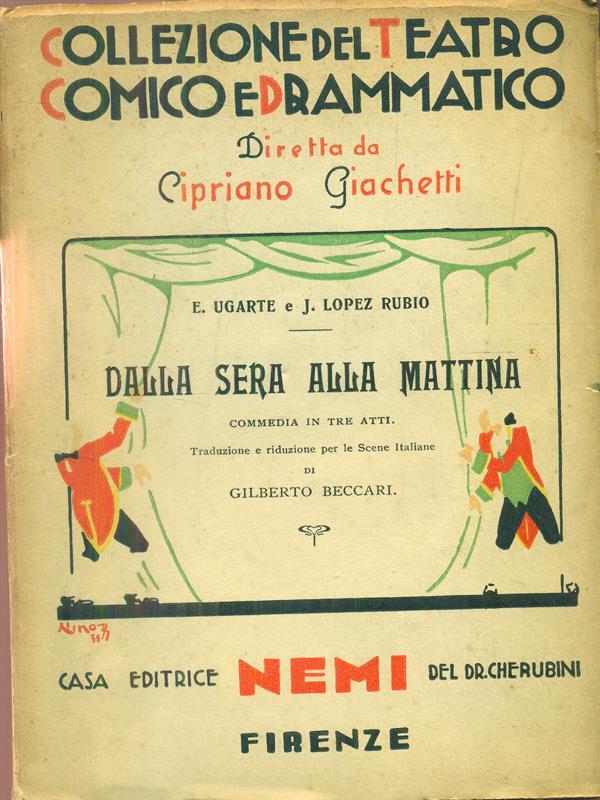 COLLEZIONE DEL TEATRO
COMICO E DRAMMATICO
Diretta da
Cipriano Giachetti
E. UGARTE e J. LOPEZ RUBIO
DALLA SERA ALLA MATTINA
COMMEDIA IN TRE ATTI.
Traduzione e riduzione per le Scene Italiane
DI
GILBERTO BECCARI.
CASA EDITRICE NEMI DEL DR. CHERUBINI
FIRENZE